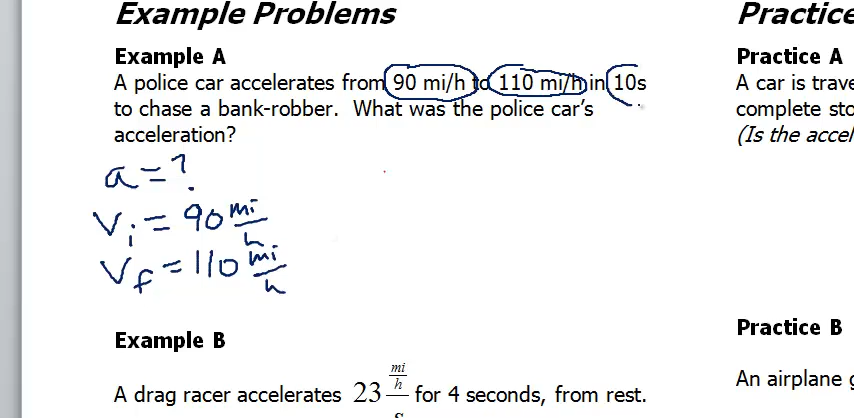 Example Problems
Example A
A police car accelerates from 90 mi/h to 110 mi/h in 10s
to chase a bank-robber. What was the police car's
acceleration?
a = ?
Vi = 90 mi/h
Vf = 110 mi/h
Example B
A drag racer accelerates 23 mi/h/s for 4 seconds, from rest.
Practice
Practice A
A car is trave
complete sto
(Is the accel
Practice B
An airplane g